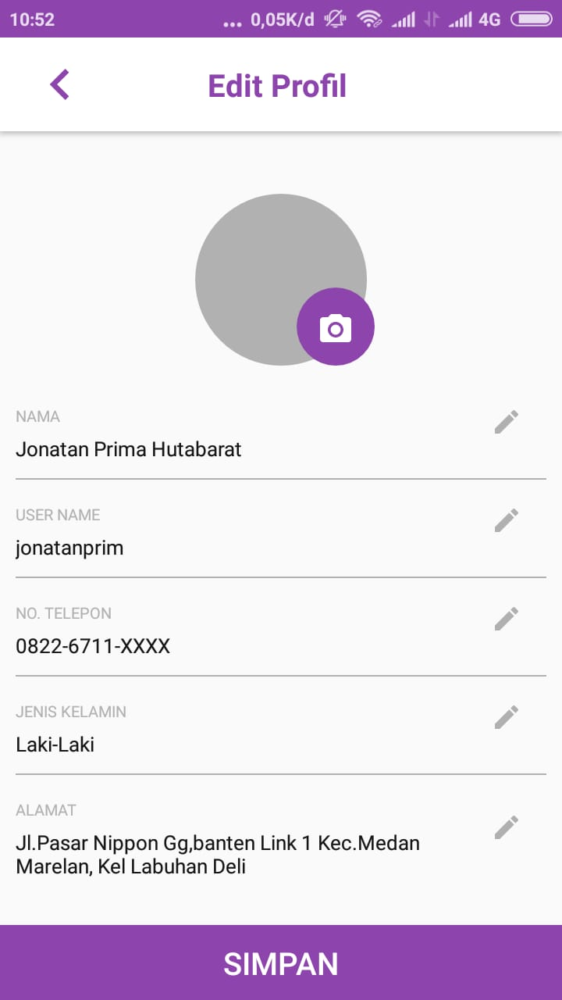 10:52 ... 0,05K/d 4G
Edit Profil
NAMA
Jonatan Prima Hutabarat
USER NAME
jonatanprim
NO. TELEPON
0822-6711-XXXX
JENIS KELAMIN
Laki-Laki
ALAMAT
Jl.Pasar Nippon Gg,banten Link 1 Kec.Medan
Marelan, Kel Labuhan Deli
SIMPAN